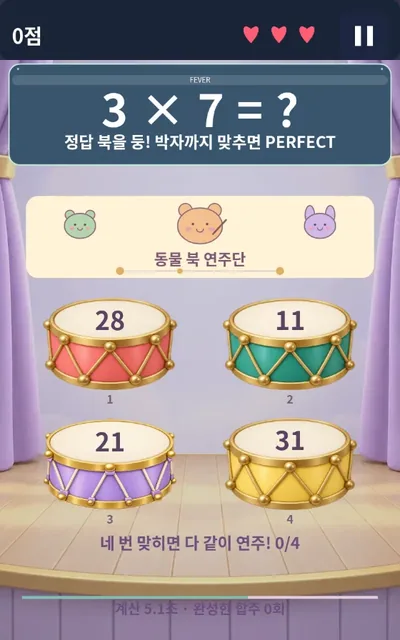 0점
FEVER
3 × 7 = ?
정답 북을 둥! 박자까지 맞추면 PERFECT
동물 북 연주단
28
11
1
2
21
31
3
4
네 번 맞히면 다 같이 연주! 0/4
계산 5.1초 · 완성한 합주 0회